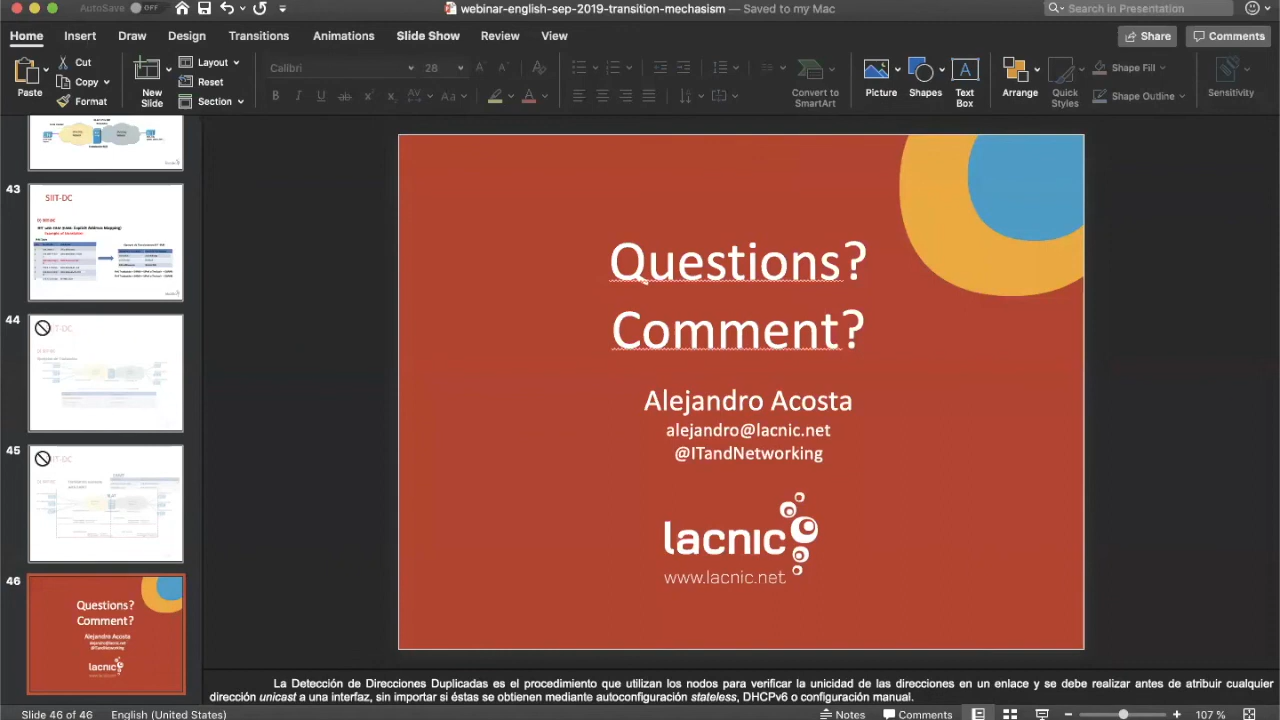 AutoSave OFF webinar-english-sep-2019-transition-mechasism — Saved to my Mac Search in Presentation
Home Insert Draw Design Transitions Animations Slide Show Review View Share Comments
Paste Cut Copy Format New Slide Layout Reset Section Calibri 28 Convert to SmartArt Picture Shapes Text Box Arrange Quick Styles Shape Fill Shape Outline Sensitivity
43
SIIT-DC
44
45
46
Questions?
Comment?
Alejandro Acosta
alejandro@lacnic.net
@ITandNetworking
lacnic
Questions?
Comment?
Alejandro Acosta
alejandro@lacnic.net
@ITandNetworking
lacnic
www.lacnic.net
La Detección de Direcciones Duplicadas es el procedimiento que utilizan los nodos para verificar la unicidad de las direcciones en un enlace y se debe realizar antes de atribuir cualquier
dirección unicast a una interfaz, sin importar si éstas se obtienen mediante autoconfiguración stateless, DHCPv6 o configuración manual.
Slide 46 of 46 English (United States) Notes Comments 107 %